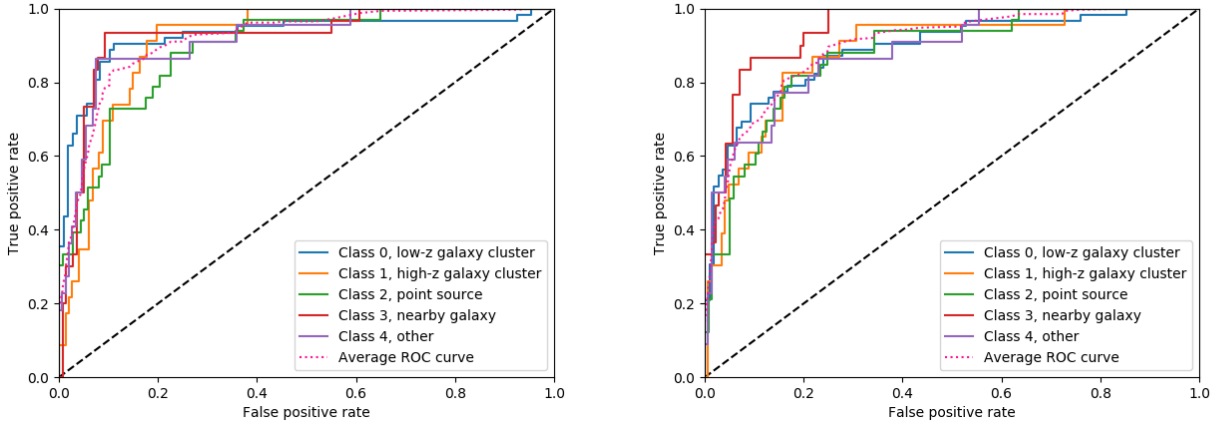 1.0
0.8
0.6
0.4
0.2
0.0
True positive rate
0.0 0.2 0.4 0.6 0.8 1.0
False positive rate
Class 0, low-z galaxy cluster
Class 1, high-z galaxy cluster
Class 2, point source
Class 3, nearby galaxy
Class 4, other
Average ROC curve
1.0
0.8
0.6
0.4
0.2
0.0
True positive rate
0.0 0.2 0.4 0.6 0.8 1.0
False positive rate
Class 0, low-z galaxy cluster
Class 1, high-z galaxy cluster
Class 2, point source
Class 3, nearby galaxy
Class 4, other
Average ROC curve